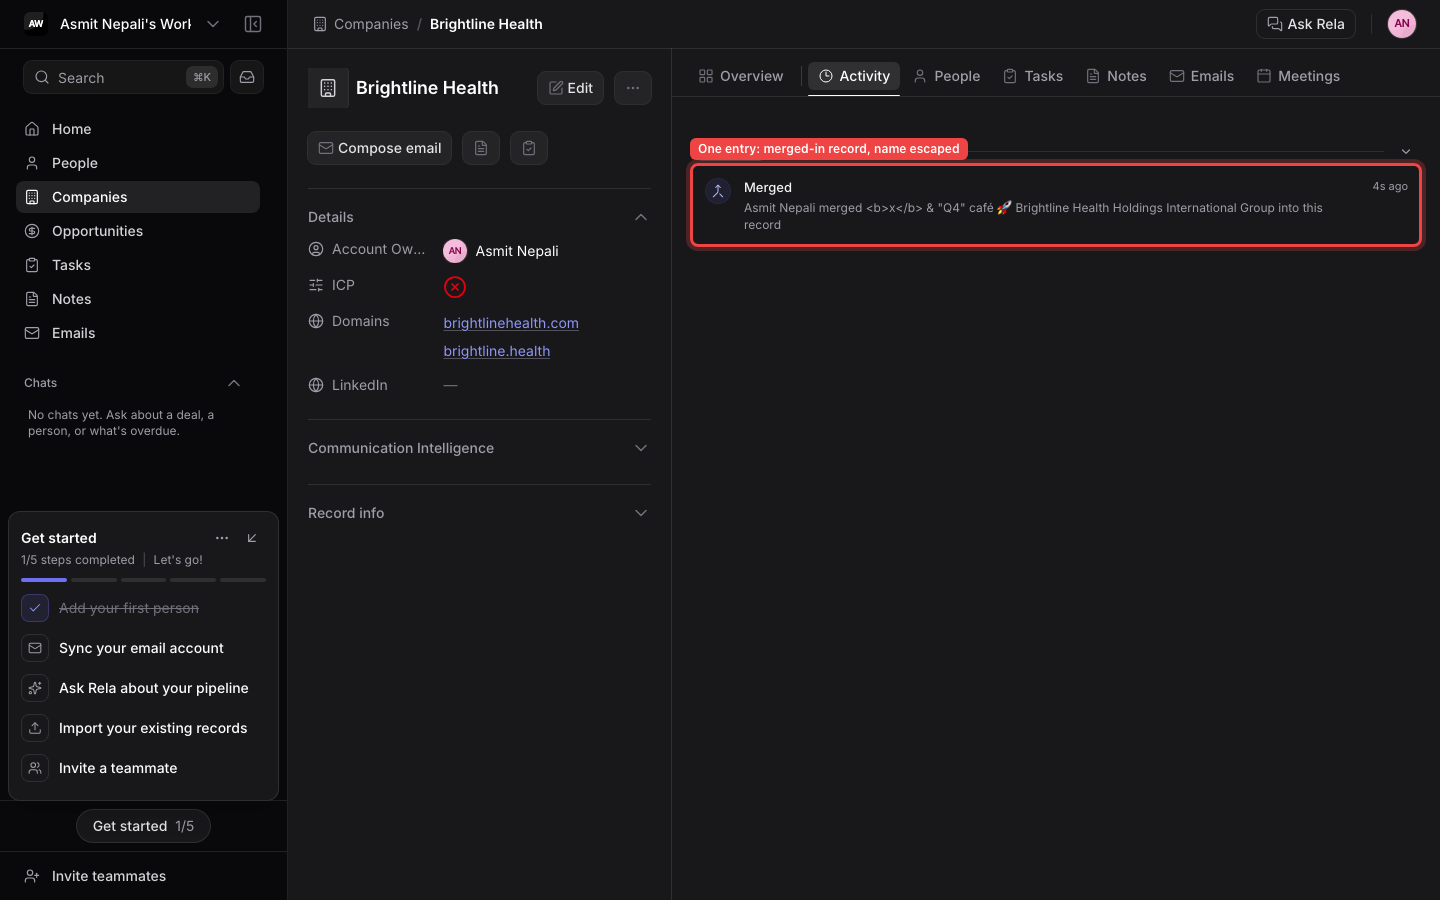 AW Asmit Nepali's Work
Companies / Brightline Health
Ask Rela
AN
Search ⌘K
Home
People
Companies
Opportunities
Tasks
Notes
Emails
Chats
No chats yet. Ask about a deal, a
person, or what's overdue.
Get started
1/5 steps completed | Let's go!
Add your first person
Sync your email account
Ask Rela about your pipeline
Import your existing records
Invite a teammate
Get started 1/5
Invite teammates
Brightline Health
Edit
Compose email
Details
Account Ow... AN Asmit Nepali
ICP
Domains brightlinehealth.com
brightline.health
LinkedIn —
Communication Intelligence
Record info
Overview Activity People Tasks Notes Emails Meetings
One entry: merged-in record, name escaped
Merged 4s ago
Asmit Nepali merged <b>x</b> & "Q4" café 🚀 Brightline Health Holdings International Group into this
record